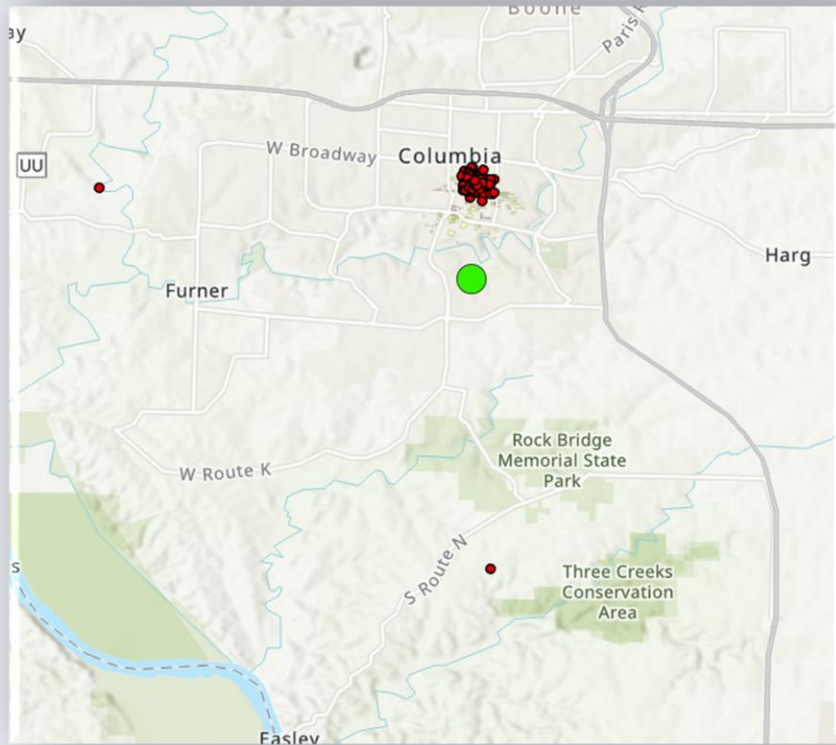 Boone
ay
Paris R
W Broadway
Columbia
UU
Harg
Furner
Rock Bridge
Memorial State
Park
W Route K
S Route N
s
Three Creeks
Conservation
Area
Easley